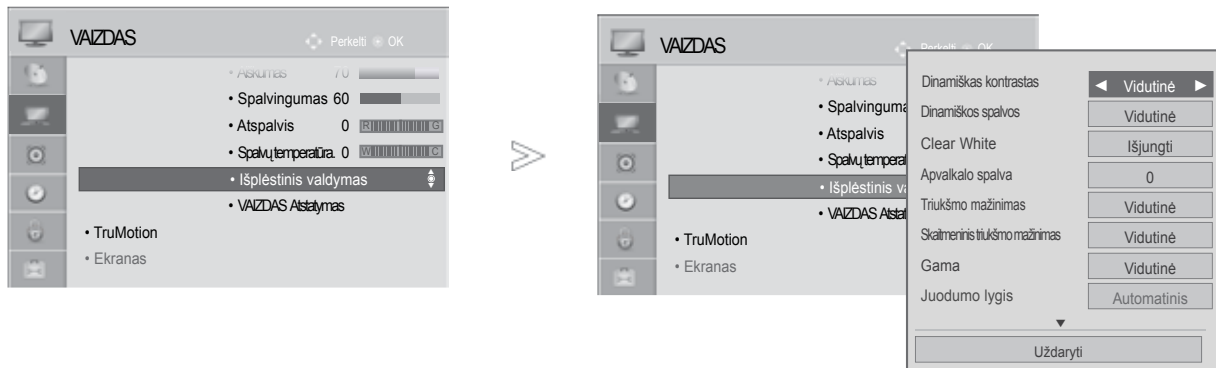 VAIZDAS
Perkelti OK
• Aiškumas 70
• Spalvingumas 60
• Atspalvis 0 R G
• Spalvų temperatūra. 0 W C
• Išplėstinis valdymas
• VAIZDAS Atstatymas
• TruMotion
• Ekranas
VAIZDAS
Perkelti OK
• Aiškumas
• Spalvinguma
• Atspalvis
• Spalvų temperat
• Išplėstinis va
• VAIZDAS Atstat
• TruMotion
• Ekranas
Dinamiškas kontrastas ◄ Vidutinė ►
Dinamiškos spalvos Vidutinė
Clear White Išjungti
Apvalkalo spalva 0
Triukšmo mažinimas Vidutinė
Skaitmeninis triukšmo mažinimas Vidutinė
Gama Vidutinė
Juodumo lygis Automatinis
▼
Uždaryti